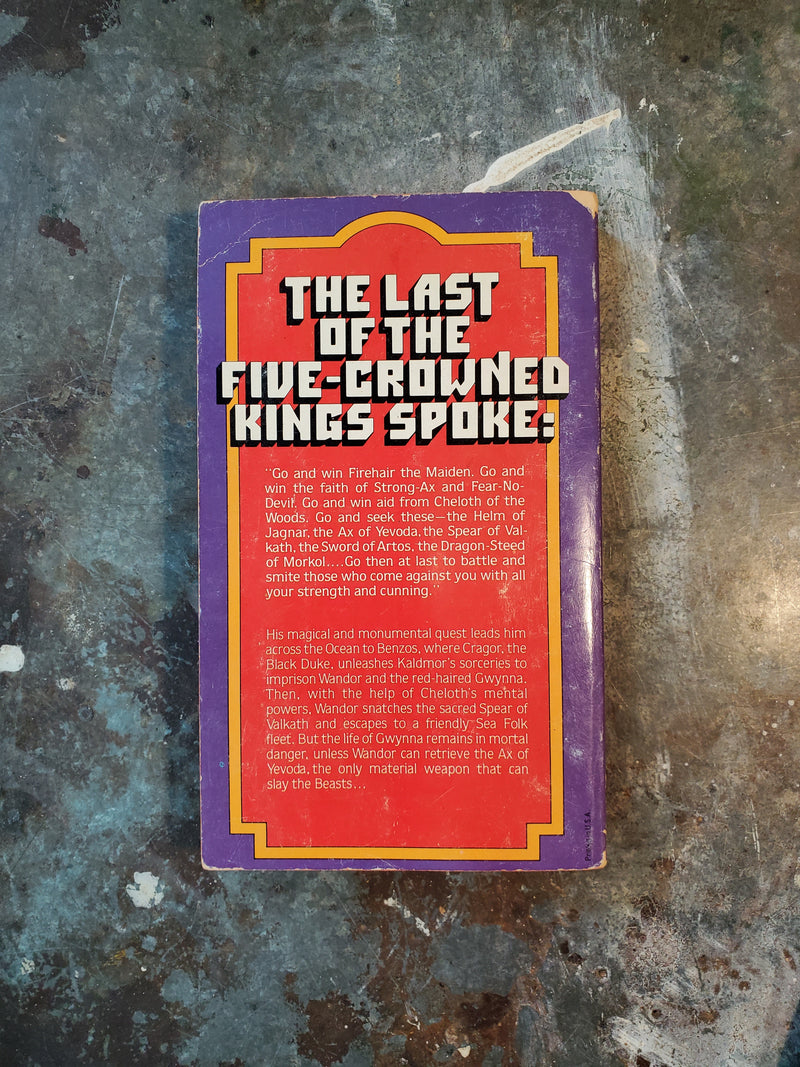 THE LAST
OF THE
FIVE-CROWNED
KINGS SPOKE:
"Go and win Firehair the Maiden. Go and
win the faith of Strong-Ax and Fear-No-
Devil. Go and win aid from Cheloth of the
Woods. Go and seek these—the Helm of
Jagnar, the Ax of Yevoda, the Spear of Val-
kath, the Sword of Artos, the Dragon-Steed
of Morkol....Go then at last to battle and
smite those who come against you with all
your strength and cunning."
His magical and monumental quest leads him
across the Ocean to Benzos, where Cragor, the
Black Duke, unleashes Kaldmor's sorceries to
imprison Wandor and the red-haired Gwynna.
Then, with the help of Cheloth's mental
powers, Wandor snatches the sacred Spear of
Valkath and escapes to a friendly Sea Folk
fleet. But the life of Gwynna remains in mortal
danger, unless Wandor can retrieve the Ax of
Yevoda, the only material weapon that can
slay the Beasts...
Printed in U.S.A.